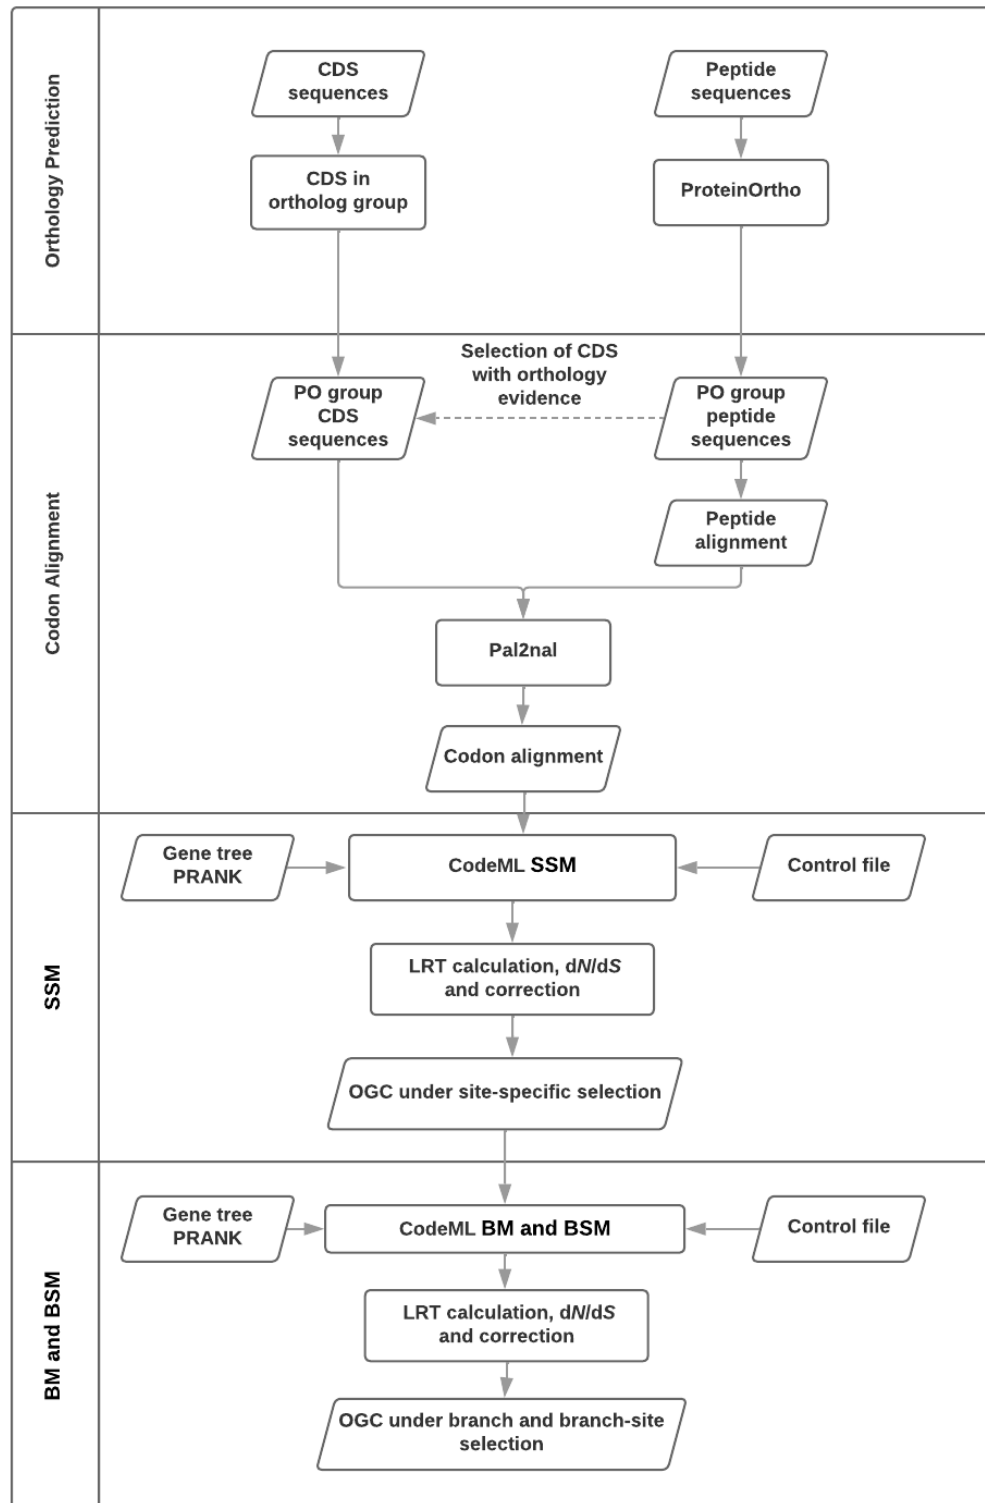 Orthology Prediction
CDS
sequences
Peptide
sequences
CDS in
ortholog group
ProteinOrtho
Codon Alignment
Selection of CDS
with orthology
evidence
PO group
CDS
sequences
PO group
peptide
sequences
Peptide
alignment
Pal2nal
Codon alignment
SSM
Gene tree
PRANK
CodeML SSM
Control file
LRT calculation, dN/dS
and correction
OGC under site-specific selection
BM and BSM
Gene tree
PRANK
CodeML BM and BSM
Control file
LRT calculation, dN/dS
and correction
OGC under branch and branch-site
selection